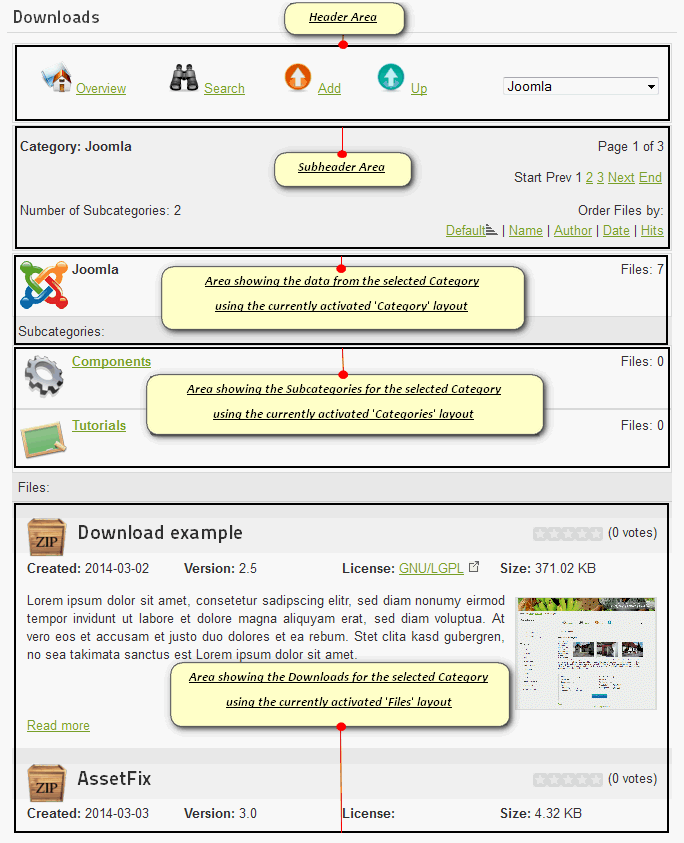 Downloads
Header Area
Overview Search Add Up Joomla
Category: Joomla Page 1 of 3
Subheader Area
Start Prev 1 2 3 Next End
Number of Subcategories: 2 Order Files by:
Default | Name | Author | Date | Hits
Joomla Files: 7
Area showing the data from the selected Category
using the currently activated 'Category' layout
Subcategories:
Components Files: 0
Area showing the Subcategories for the selected Category
using the currently activated 'Categories' layout
Tutorials Files: 0
Files:
ZIP Download example (0 votes)
Created: 2014-03-02 Version: 2.5 License: GNU/LGPL Size: 371.02 KB
Lorem ipsum dolor sit amet, consetetur sadipscing elitr, sed diam nonumy eirmod
tempor invidunt ut labore et dolore magna aliquyam erat, sed diam voluptua. At
vero eos et accusam et justo duo dolores et ea rebum. Stet clita kasd gubergren,
no sea takimata sanctus est Lorem ipsum dolor sit amet.
Area showing the Downloads for the selected Category
using the currently activated 'Files' layout
Read more
ZIP AssetFix (0 votes)
Created: 2014-03-03 Version: 3.0 License: Size: 4.32 KB